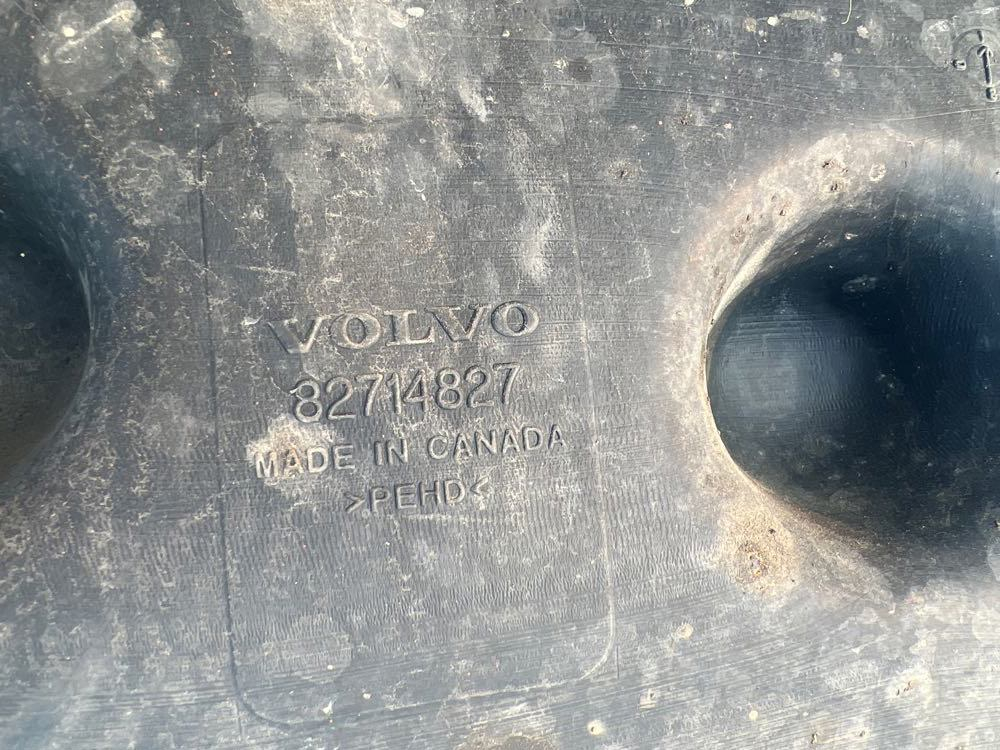 VOLVO
82714827
MADE IN CANADA
>PEHD<